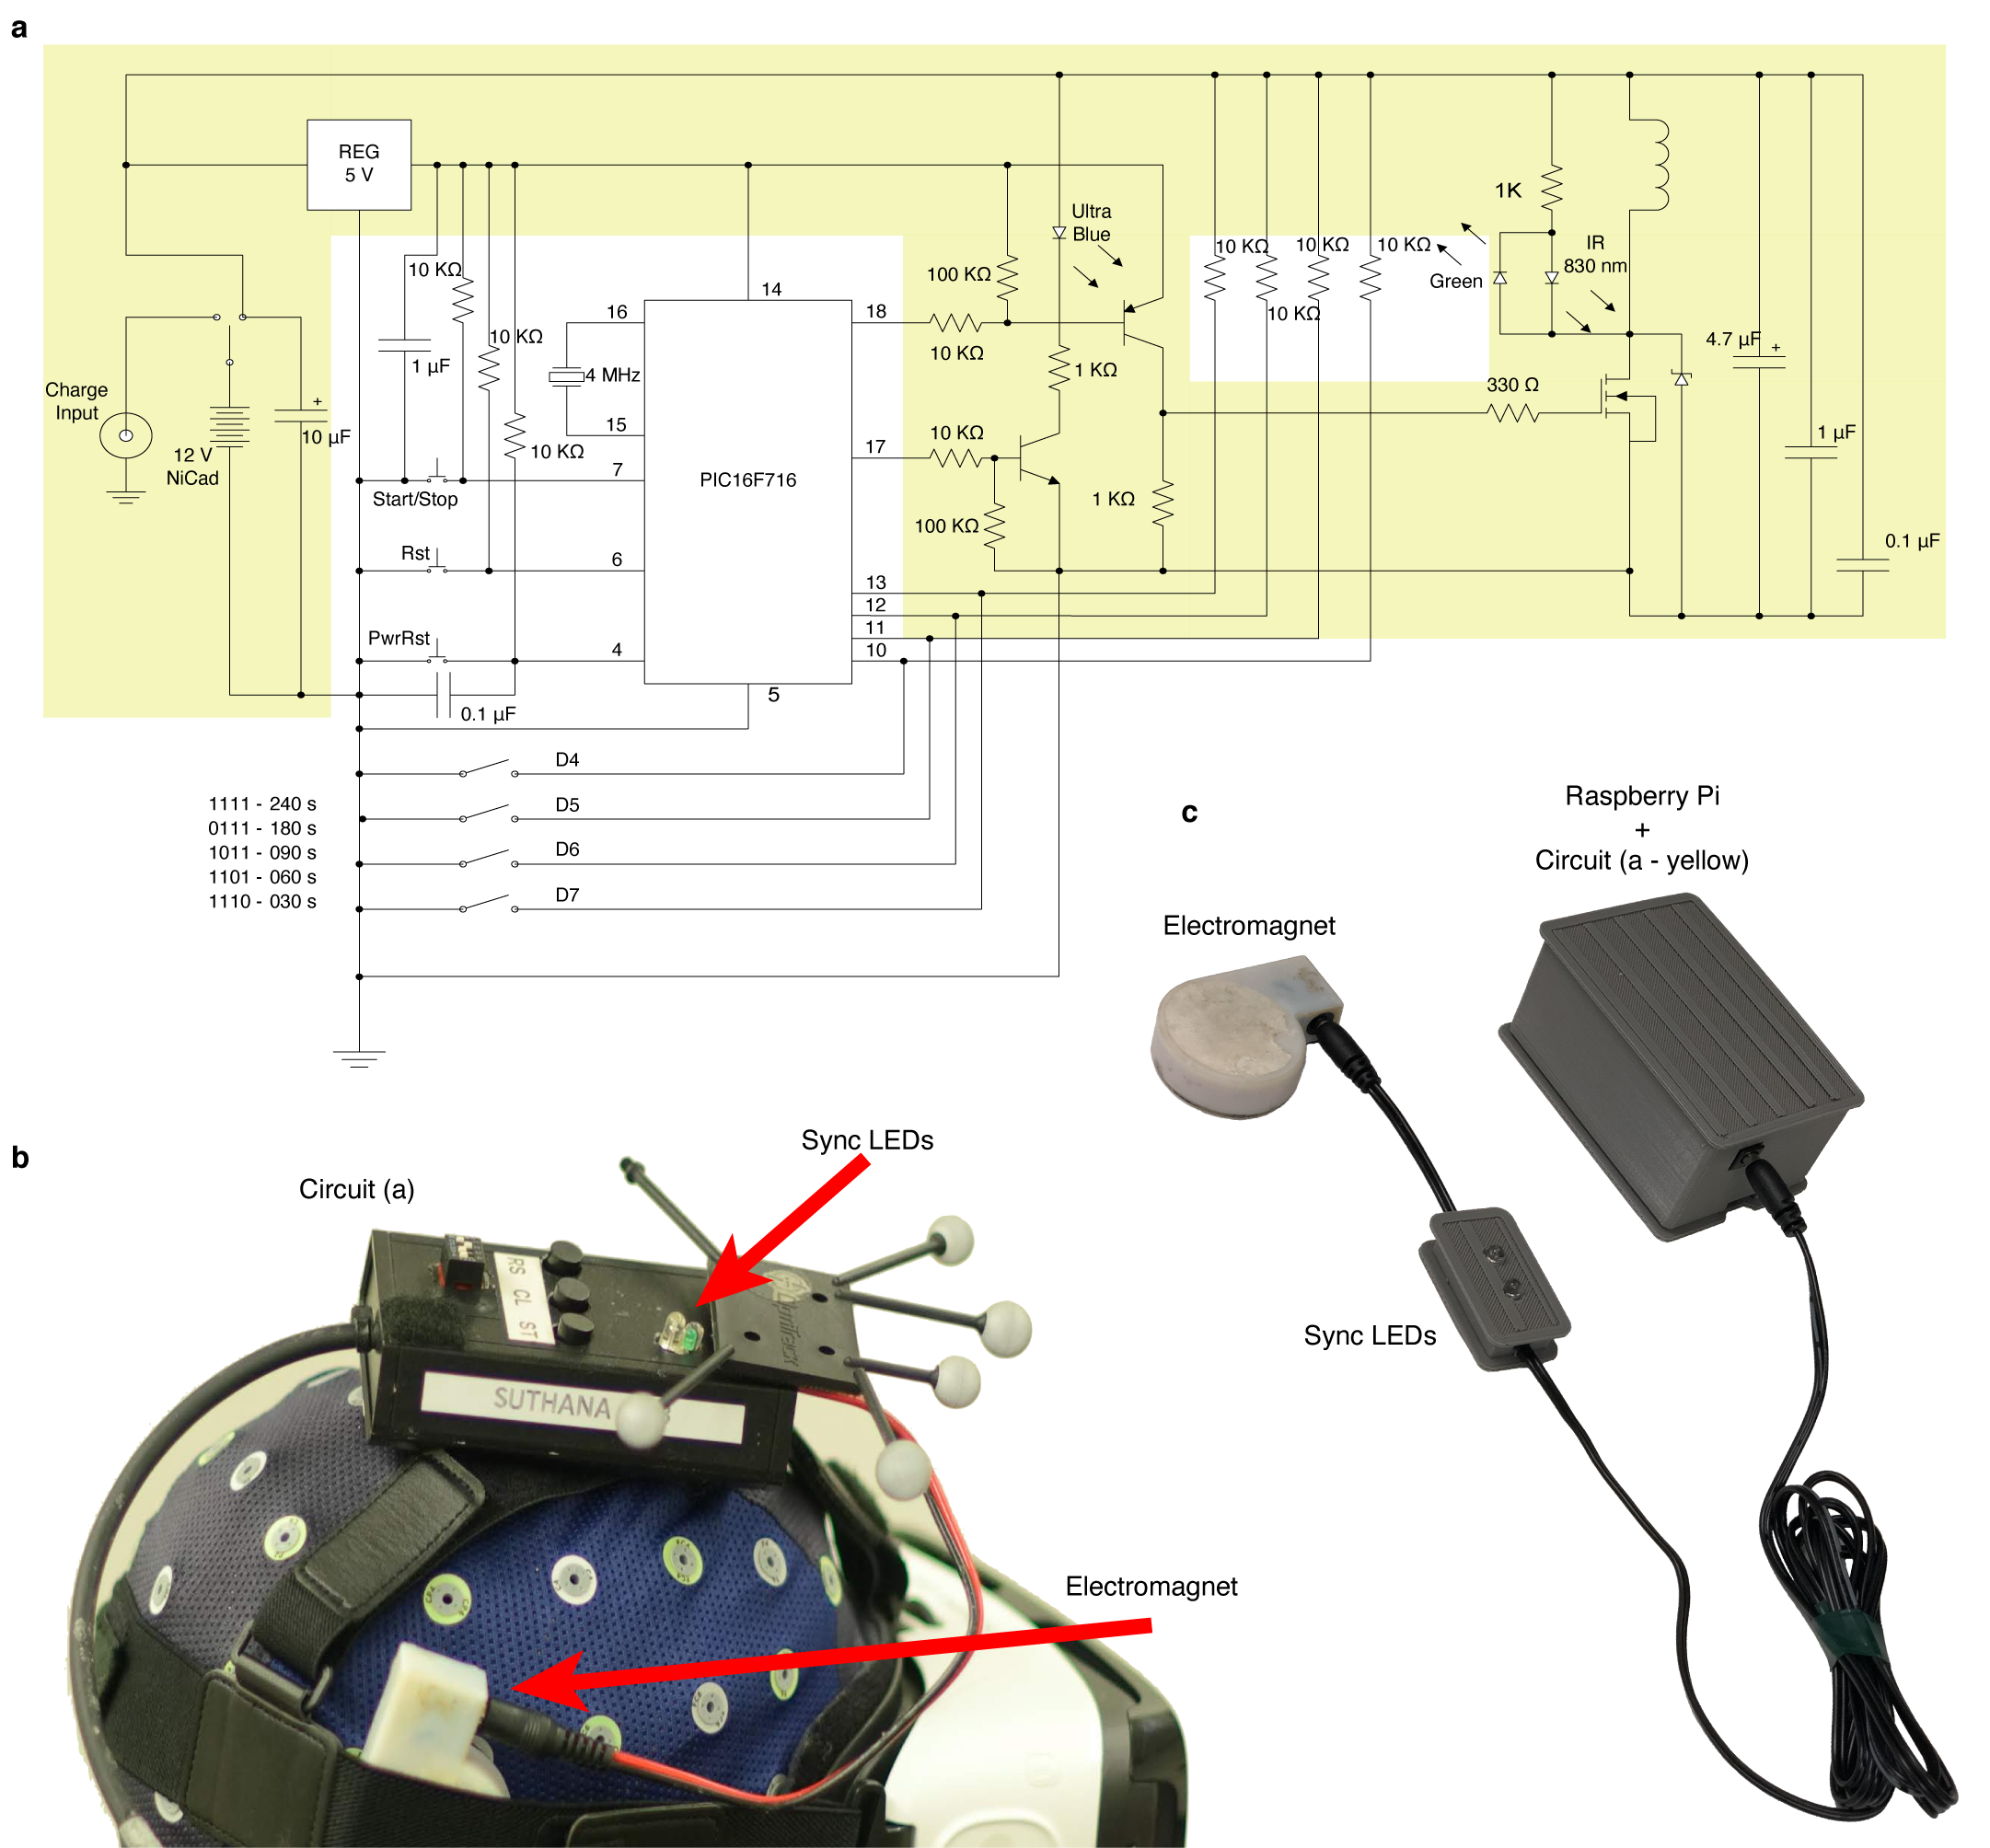 a
REG
5 V
Charge
Input
12 V
NiCad
+
10 µF
10 KΩ
1 µF
10 KΩ
10 KΩ
Start/Stop
Rst
PwrRst
0.1 µF
4 MHz
16
15
7
6
4
14
PIC16F716
5
18
17
13
12
11
10
100 KΩ
10 KΩ
10 KΩ
100 KΩ
Ultra
Blue
1 KΩ
1 KΩ
10 KΩ
10 KΩ
10 KΩ
10 KΩ
Green
1K
IR
830 nm
330 Ω
4.7 µF
+
1 µF
0.1 µF
D4
D5
D6
D7
1111 - 240 s
0111 - 180 s
1011 - 090 s
1101 - 060 s
1110 - 030 s
b
Circuit (a)
Sync LEDs
RS CL ST
SUTHANA
Electromagnet
c
Raspberry Pi
+
Circuit (a - yellow)
Electromagnet
Sync LEDs